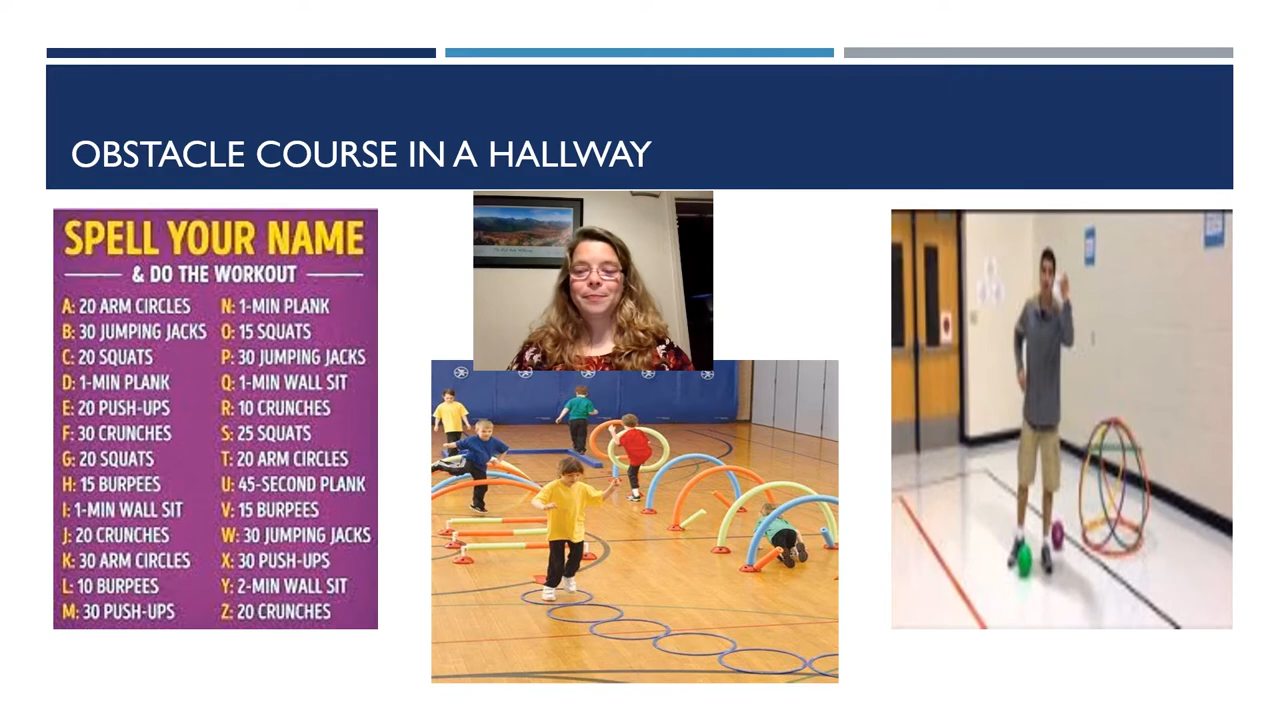 OBSTACLE COURSE IN A HALLWAY
SPELL YOUR NAME
& DO THE WORKOUT
A: 20 ARM CIRCLES
B: 30 JUMPING JACKS
C: 20 SQUATS
D: 1-MIN PLANK
E: 20 PUSH-UPS
F: 30 CRUNCHES
G: 20 SQUATS
H: 15 BURPEES
I: 1-MIN WALL SIT
J: 20 CRUNCHES
K: 30 ARM CIRCLES
L: 10 BURPEES
M: 30 PUSH-UPS
N: 1-MIN PLANK
O: 15 SQUATS
P: 30 JUMPING JACKS
Q: 1-MIN WALL SIT
R: 10 CRUNCHES
S: 25 SQUATS
T: 20 ARM CIRCLES
U: 45-SECOND PLANK
V: 15 BURPEES
W: 30 JUMPING JACKS
X: 30 PUSH-UPS
Y: 2-MIN WALL SIT
Z: 20 CRUNCHES